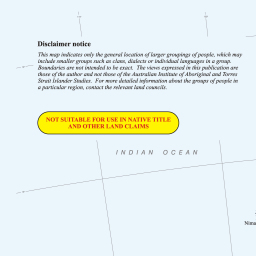 Disclaimer notice
This map indicates only the general location of larger groupings of people, which may
include smaller groups such as clans, dialects or individual languages in a group.
Boundaries are not intended to be exact. The views expressed in this publication are
those of the author and not those of the Australian Institute of Aboriginal and Torres
Strait Islander Studies. For more detailed information about the groups of people in
a particular region, contact the relevant land councils.
NOT SUITABLE FOR USE IN NATIVE TITLE
AND OTHER LAND CLAIMS
INDIAN OCEAN